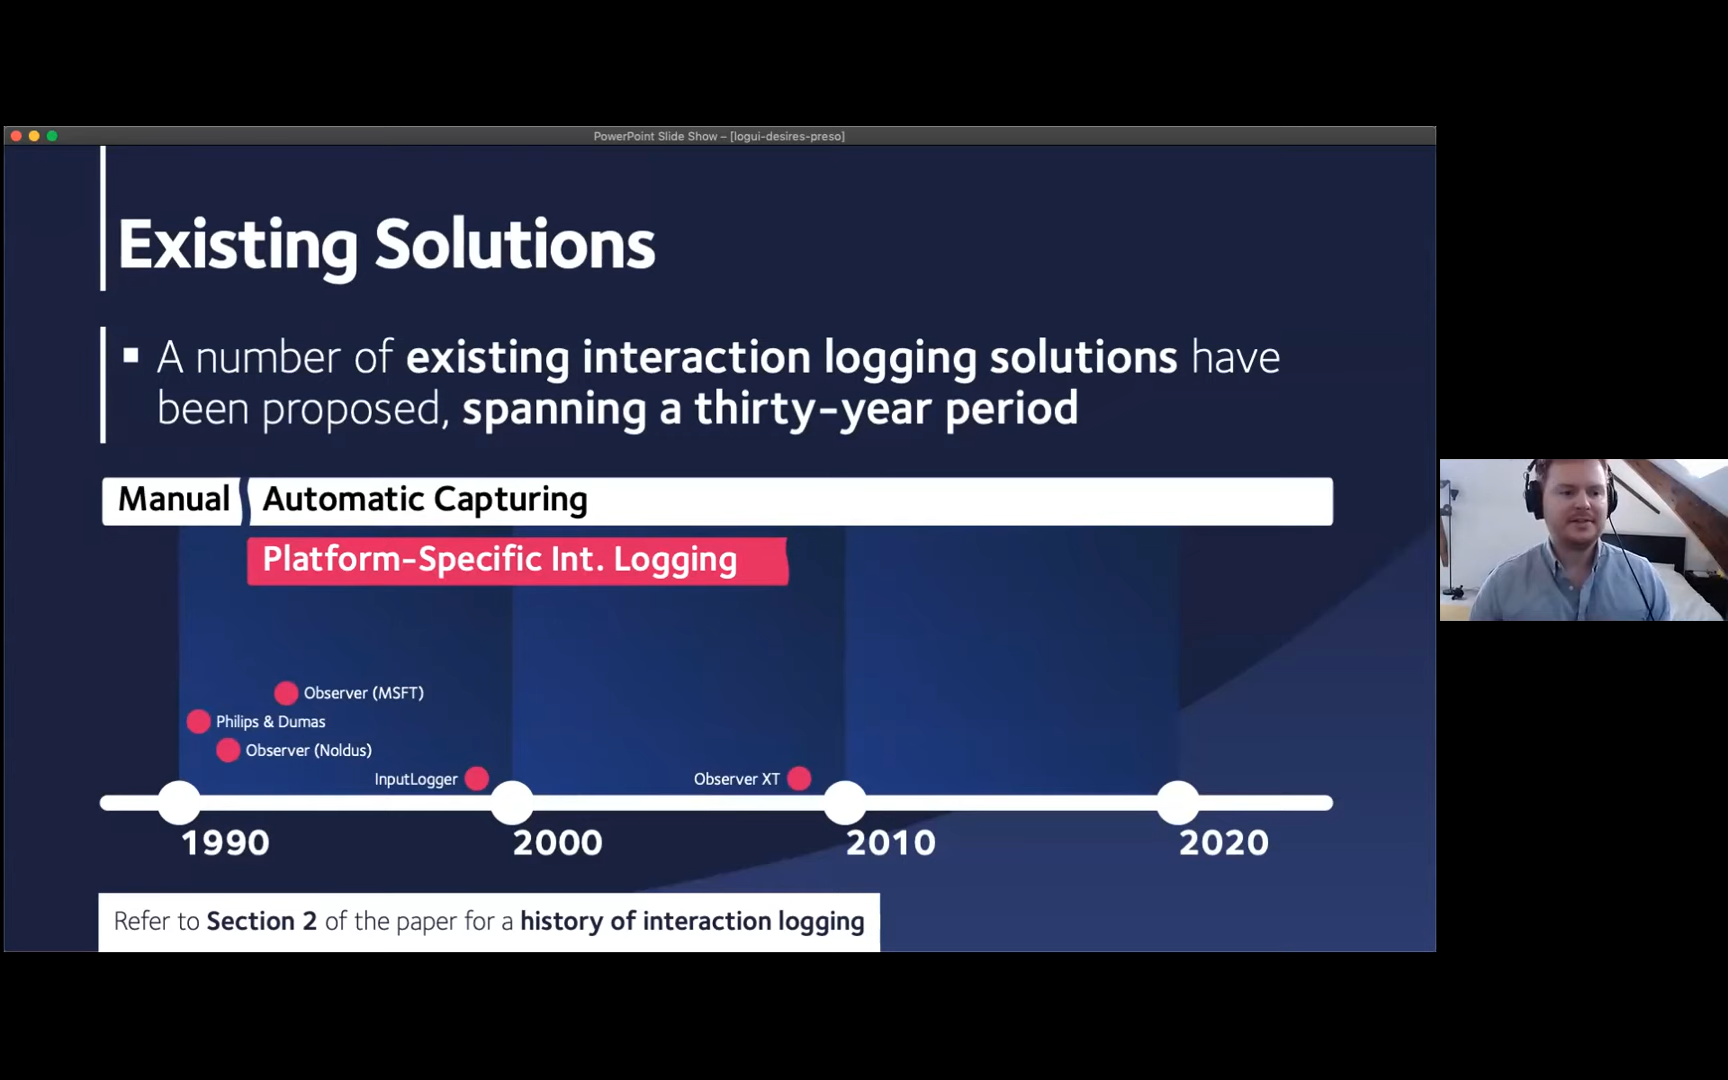 PowerPoint Slide Show – [logui-desires-preso]
Existing Solutions
▪ A number of existing interaction logging solutions have
been proposed, spanning a thirty-year period
Manual Automatic Capturing
Platform-Specific Int. Logging
Observer (MSFT)
Philips & Dumas
Observer (Noldus)
InputLogger Observer XT
1990 2000 2010 2020
Refer to Section 2 of the paper for a history of interaction logging